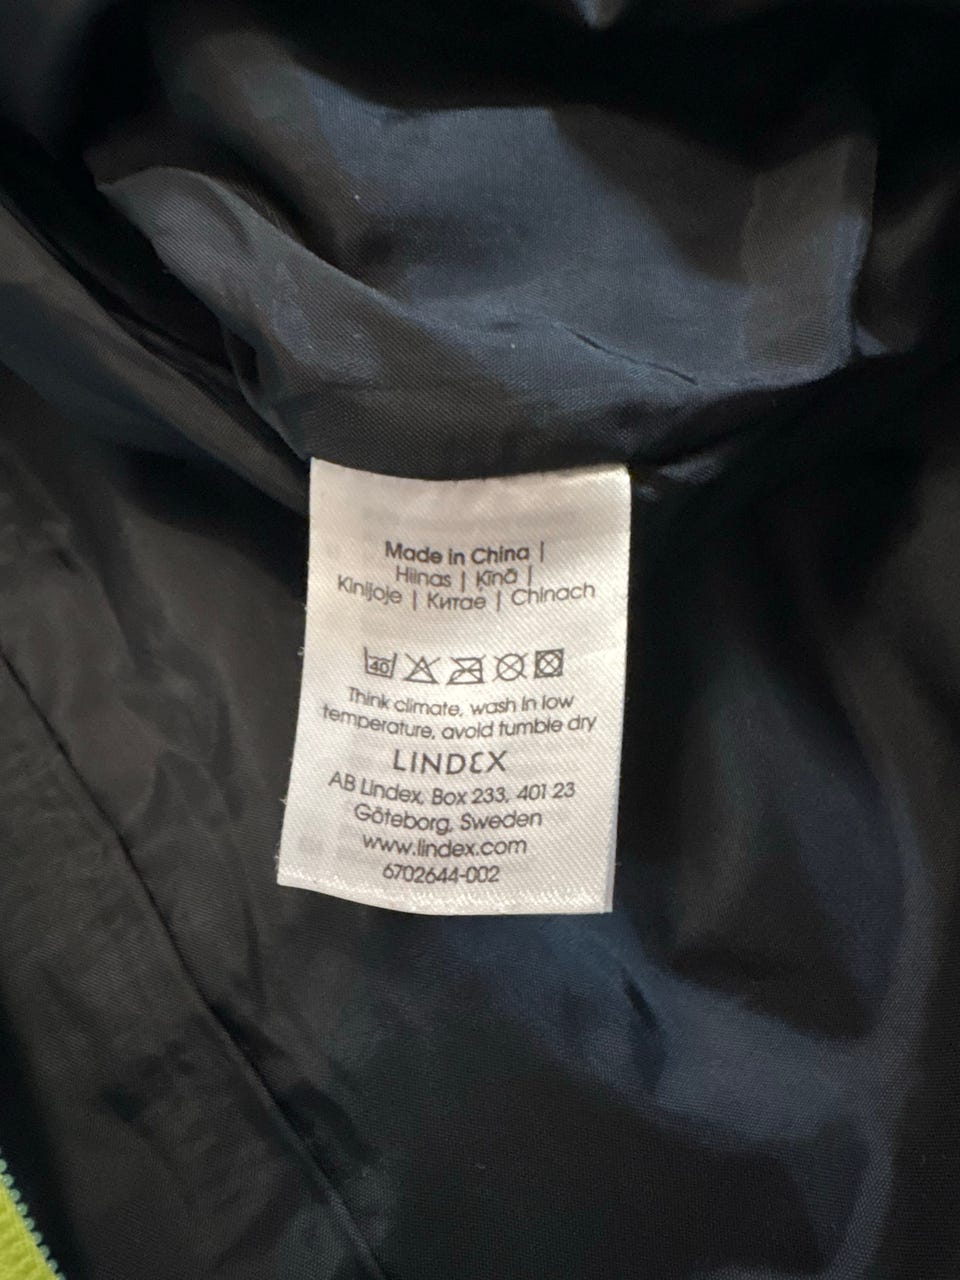 Made in China |
Hiinas | Ķīnā |
Kinijoje | Китае | Chinach
40
Think climate, wash in low
temperature, avoid tumble dry
LINDEX
AB Lindex, Box 233, 401 23
Göteborg, Sweden
www.lindex.com
6702644-002